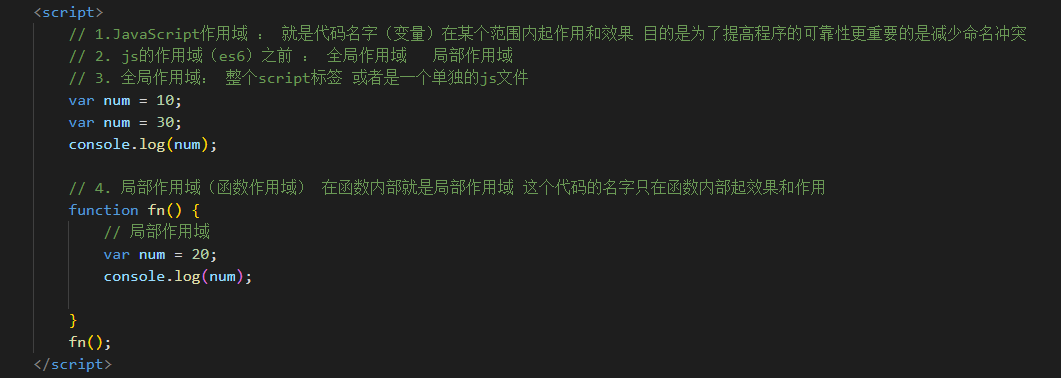 <script>
// 1.JavaScript作用域 ： 就是代码名字（变量）在某个范围内起作用和效果 目的是为了提高程序的可靠性更重要的是减少命名冲突
// 2. js的作用域（es6）之前 ： 全局作用域   局部作用域
// 3. 全局作用域： 整个script标签 或者是一个单独的js文件
var num = 10;
var num = 30;
console.log(num);
// 4. 局部作用域（函数作用域） 在函数内部就是局部作用域 这个代码的名字只在函数内部起效果和作用
function fn() {
// 局部作用域
var num = 20;
console.log(num);
}
fn();
</script>